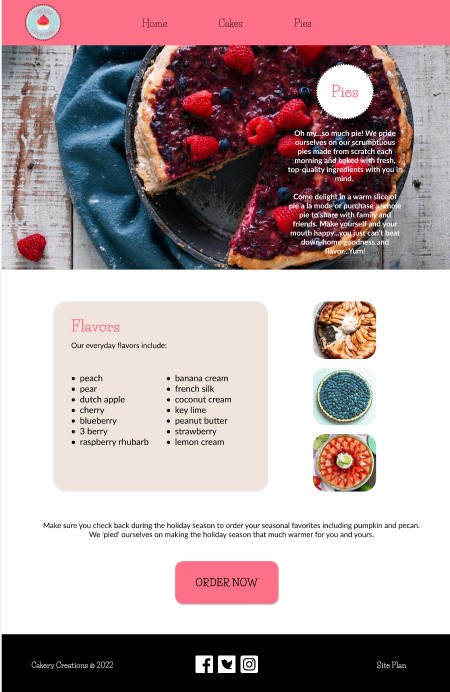 CAKERY
CREATIONS
Home Cakes Pies
Pies
Oh my...so much pie! We pride
ourselves on our scrumptuous
pies made from scratch each
morning and baked with fresh,
top-quality ingredients with you in
mind.
Come delight in a warm slice of
pie a la mode or purchase a whole
pie to share with family and
friends. Make yourself and your
mouth happy...you just can't beat
down-home goodness and
flavor...Yum!
Flavors
Our everyday flavors include:
• peach
• pear
• dutch apple
• cherry
• blueberry
• 3 berry
• raspberry rhubarb
• banana cream
• french silk
• coconut cream
• key lime
• peanut butter
• strawberry
• lemon cream
Make sure you check back during the holiday season to order your seasonal favorites including pumpkin and pecan.
We 'pied' ourselves on making the holiday season that much warmer for you and yours.
ORDER NOW
Cakery Creations © 2022
Site Plan